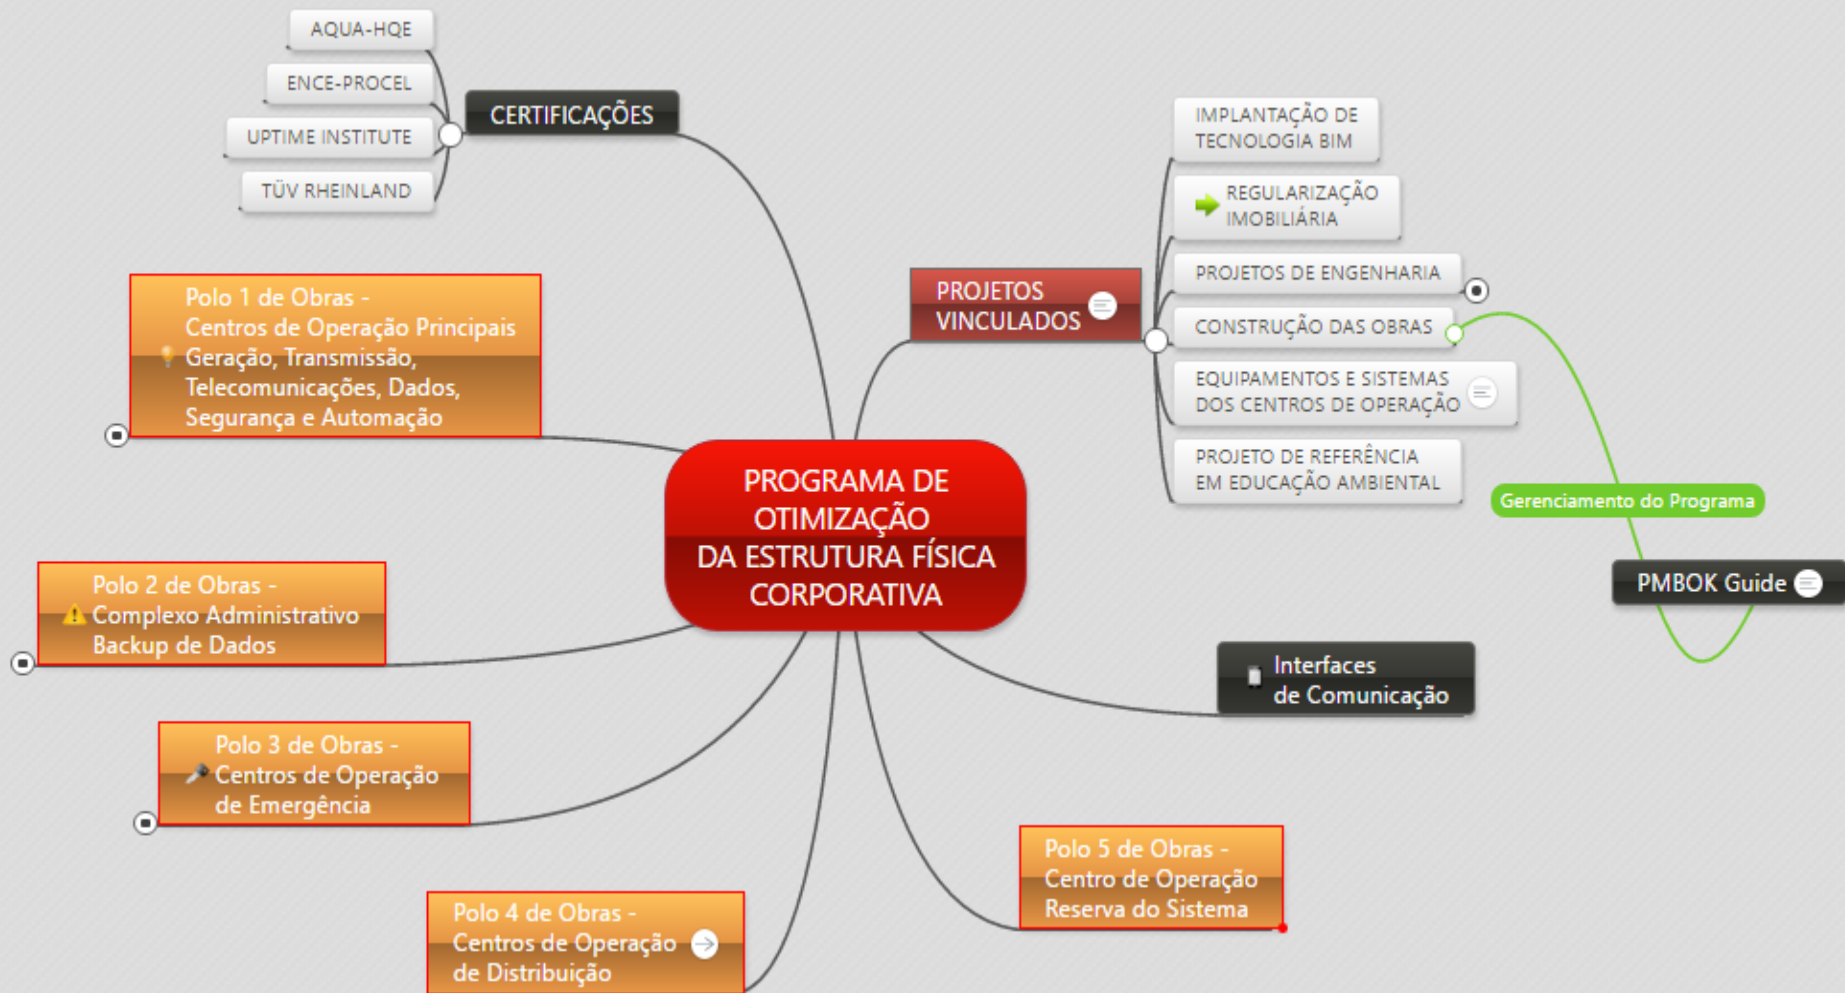 AQUA-HQE
ENCE-PROCEL
UPTIME INSTITUTE
TÜV RHEINLAND
CERTIFICAÇÕES
IMPLANTAÇÃO DE
TECNOLOGIA BIM
REGULARIZAÇÃO
IMOBILIÁRIA
PROJETOS DE ENGENHARIA
CONSTRUÇÃO DAS OBRAS
EQUIPAMENTOS E SISTEMAS
DOS CENTROS DE OPERAÇÃO
PROJETO DE REFERÊNCIA
EM EDUCAÇÃO AMBIENTAL
PROJETOS
VINCULADOS
Polo 1 de Obras -
Centros de Operação Principais
Geração, Transmissão,
Telecomunicações, Dados,
Segurança e Automação
PROGRAMA DE
OTIMIZAÇÃO
DA ESTRUTURA FÍSICA
CORPORATIVA
Gerenciamento do Programa
PMBOK Guide
Polo 2 de Obras -
Complexo Administrativo
Backup de Dados
Interfaces
de Comunicação
Polo 3 de Obras -
Centros de Operação
de Emergência
Polo 5 de Obras -
Centro de Operação
Reserva do Sistema
Polo 4 de Obras -
Centros de Operação
de Distribuição